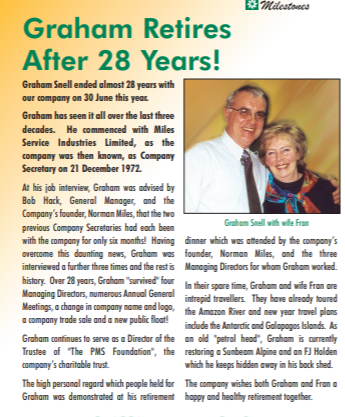 Milestones
Graham Retires
After 28 Years!
Graham Snell ended almost 28 years with
our company on 30 June this year.
Graham has seen it all over the last three
decades. He commenced with Miles
Service Industries Limited, as the
company was then known, as Company
Secretary on 21 December 1972.
At his job interview, Graham was advised by
Bob Hack, General Manager, and the
Company's founder, Norman Miles, that the two
previous Company Secretaries had each been
with the company for only six months! Having
overcome this daunting news, Graham was
interviewed a further three times and the rest is
history. Over 28 years, Graham "survived" four
Managing Directors, numerous Annual General
Meetings, a change in company name and logo,
a company trade sale and a new public float!
Graham continues to serve as a Director of the
Trustee of "The PMS Foundation", the
company's charitable trust.
The high personal regard which people held for
Graham was demonstrated at his retirement
Graham Snell with wife Fran
dinner which was attended by the company's
founder, Norman Miles, and the three
Managing Directors for whom Graham worked.
In their spare time, Graham and wife Fran are
intrepid travellers. They have already toured
the Amazon River and new year travel plans
include the Antarctic and Galapagos Islands. As
an old "petrol head", Graham is currently
restoring a Sunbeam Alpine and an FJ Holden
which he keeps hidden away in his back shed.
The company wishes both Graham and Fran a
happy and healthy retirement together.